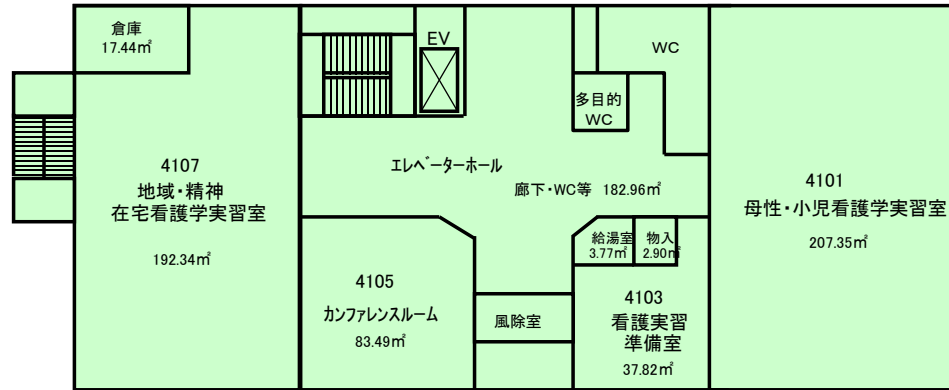 倉庫
17.44㎡
EV
WC
多目的
WC
4107
地域・精神
在宅看護学実習室
192.34㎡
エレベーターホール
廊下・WC等 182.96㎡
4101
母性・小児看護学実習室
207.35㎡
給湯室
3.77㎡
物入
2.90㎡
4105
カンファレンスルーム
83.49㎡
風除室
4103
看護実習
準備室
37.82㎡